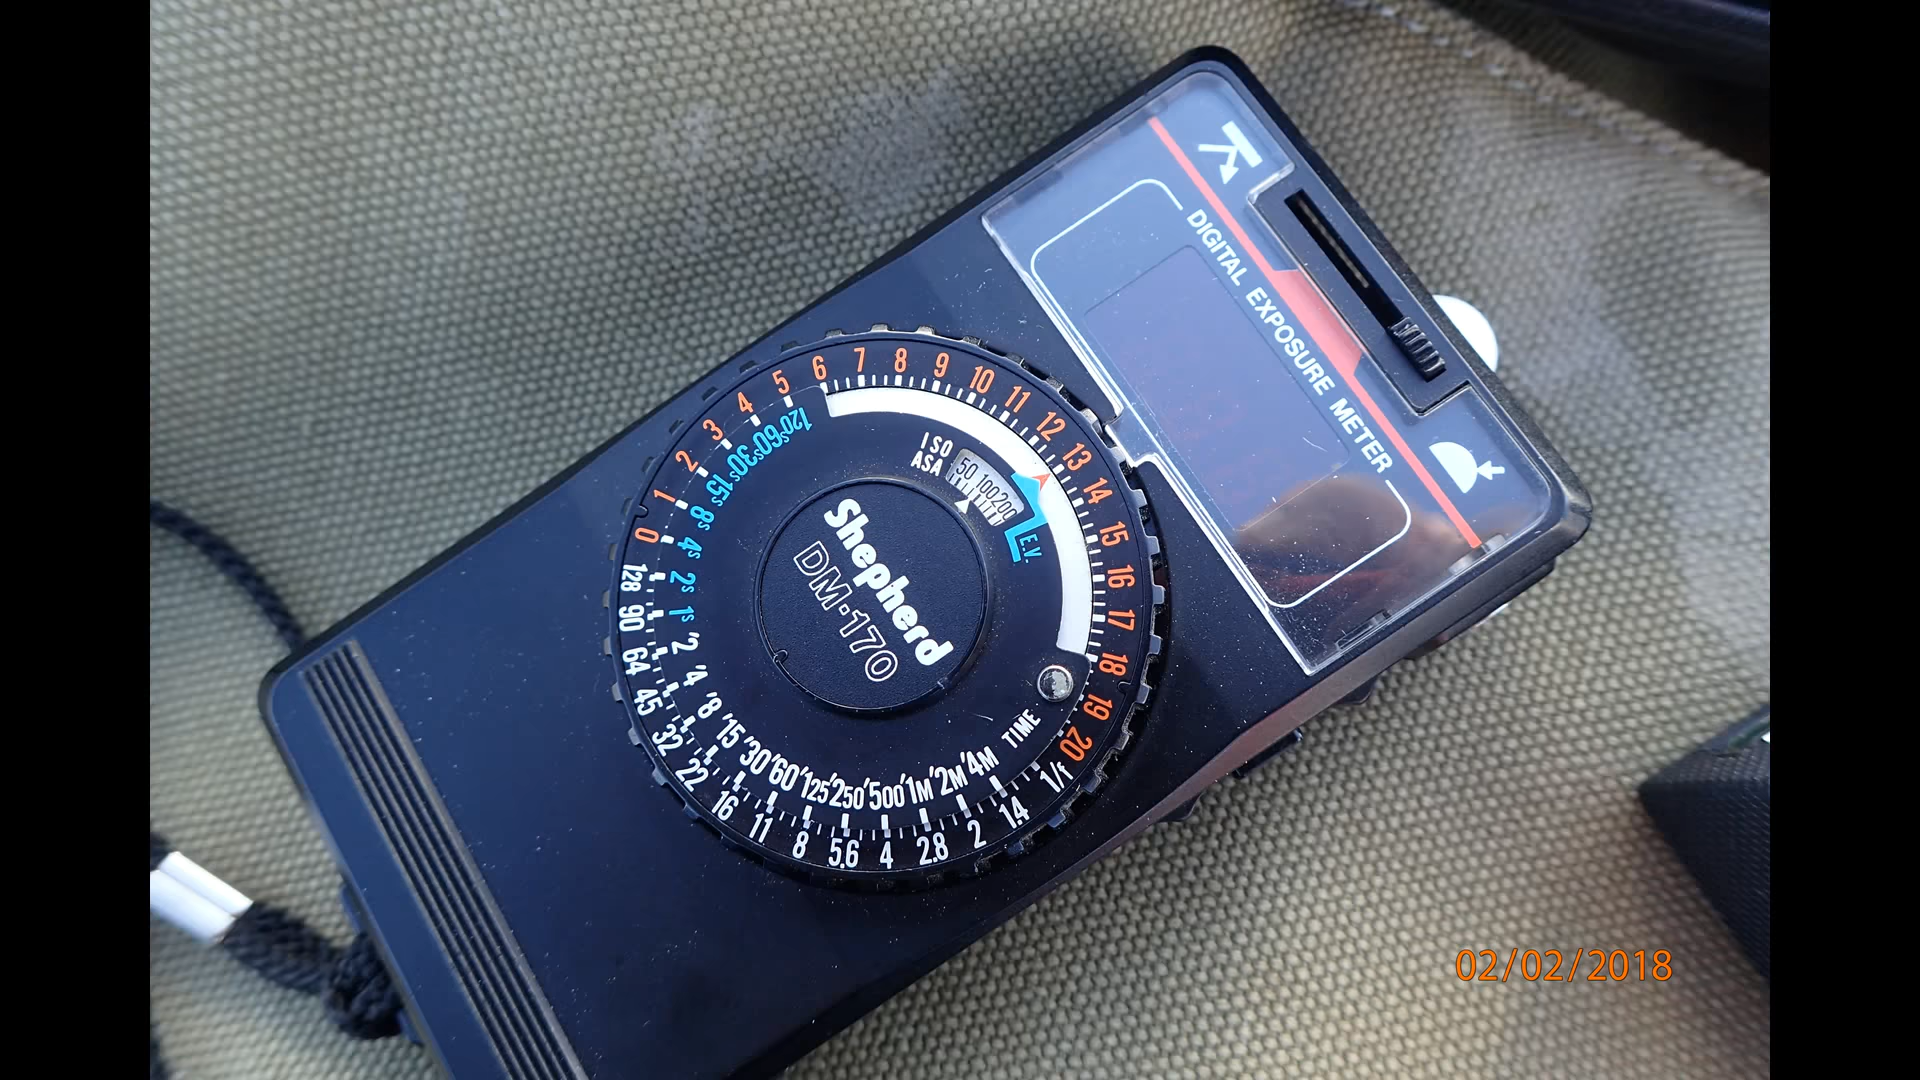 DIGITAL EXPOSURE METER
0 1 2 3 4 5 6 7 8 9 10 11 12 13 14 15 16 17 18 19 20
4s 8s 15s 30s 60s 120s
ISO
ASA
50 100 200
E.V.
Shepherd
DM·170
2s 1s '2 '4 '8 '15 '30 '60 '125 '250 '500 '1M '2M '4M TIME
128 90 64 45 32 22 16 11 8 5.6 4 2.8 2 1.4 1/f
02/02/2018